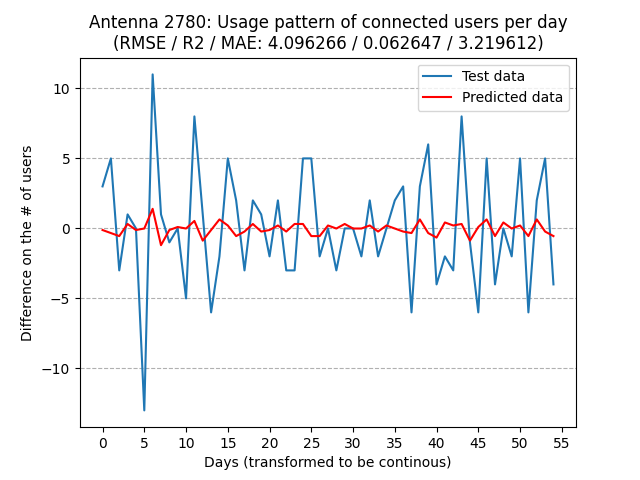 Antenna 2780: Usage pattern of connected users per day
(RMSE / R2 / MAE: 4.096266 / 0.062647 / 3.219612)
Test data
Predicted data
10
5
0
−5
−10
Difference on the # of users
0 5 10 15 20 25 30 35 40 45 50 55
Days (transformed to be continous)